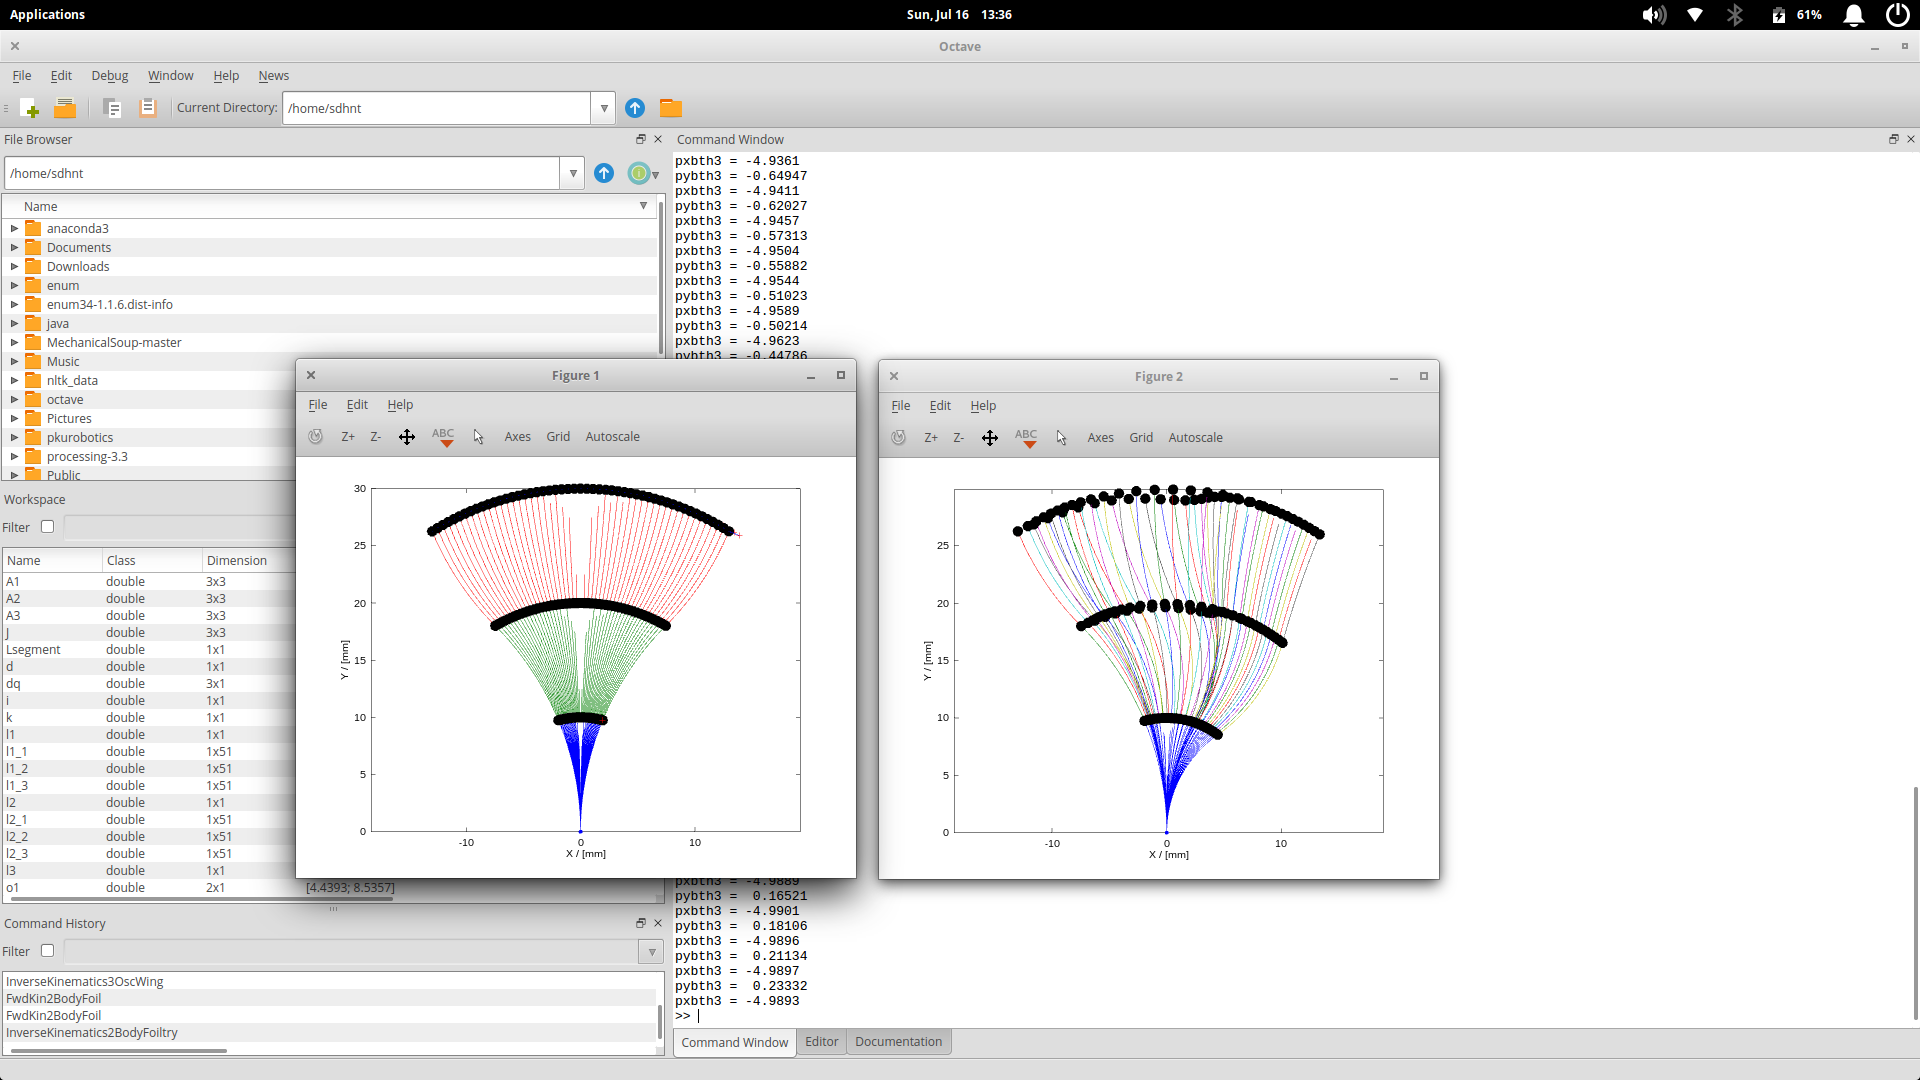 Applications
Sun, Jul 16 13:36
61%
Octave
File Edit Debug Window Help News
Current Directory: /home/sdhnt
File Browser
/home/sdhnt
Name
anaconda3
Documents
Downloads
enum
enum34-1.1.6.dist-info
java
MechanicalSoup-master
Music
nltk_data
octave
Pictures
pkurobotics
processing-3.3
Public
Workspace
Filter
Name Class Dimension
A1 double 3x3
A2 double 3x3
A3 double 3x3
J double 3x3
Lsegment double 1x1
d double 1x1
dq double 3x1
i double 1x1
k double 1x1
l1 double 1x1
l1_1 double 1x51
l1_2 double 1x51
l1_3 double 1x51
l2 double 1x1
l2_1 double 1x51
l2_2 double 1x51
l2_3 double 1x51
l3 double 1x1
o1 double 2x1 [4.4393; 8.5357]
Command History
Filter
InverseKinematics3OscWing
FwdKin2BodyFoil
FwdKin2BodyFoil
InverseKinematics2BodyFoiltry
Command Window
pxbth3 = -4.9361
pybth3 = -0.64947
pxbth3 = -4.9411
pybth3 = -0.62027
pxbth3 = -4.9457
pybth3 = -0.57313
pxbth3 = -4.9504
pybth3 = -0.55882
pxbth3 = -4.9544
pybth3 = -0.51023
pxbth3 = -4.9589
pybth3 = -0.50214
pxbth3 = -4.9623
pybth3 = -0.44786
Figure 1
File Edit Help
Z+ Z- ABC Axes Grid Autoscale
30
25
20
15
10
5
0
-10 0 10
Y / [mm]
X / [mm]
Figure 2
File Edit Help
Z+ Z- ABC Axes Grid Autoscale
25
20
15
10
5
0
-10 0 10
Y / [mm]
X / [mm]
pxbth3 = -4.9889
pybth3 = 0.16521
pxbth3 = -4.9901
pybth3 = 0.18106
pxbth3 = -4.9896
pybth3 = 0.21134
pxbth3 = -4.9897
pybth3 = 0.23332
pxbth3 = -4.9893
>>
Command Window Editor Documentation